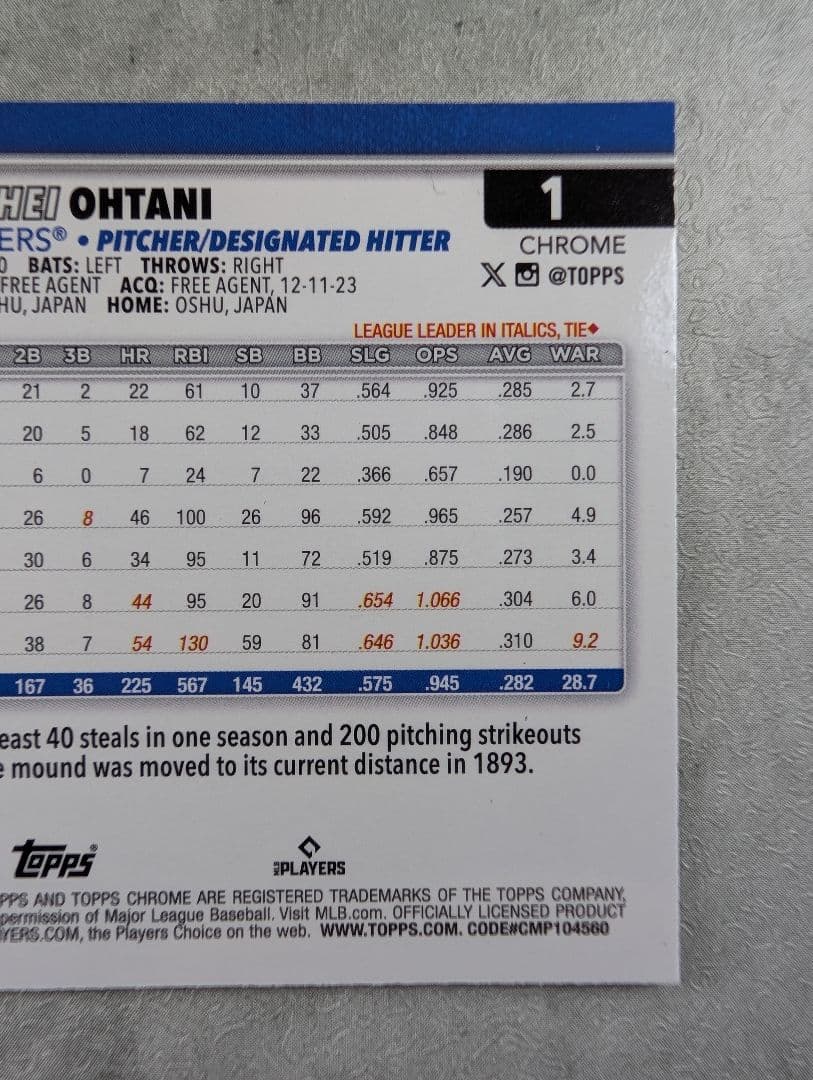 1
HEI OHTANI
ERS® • PITCHER/DESIGNATED HITTER
CHROME
BATS: LEFT THROWS: RIGHT
X @TOPPS
FREE AGENT ACQ: FREE AGENT, 12-11-23
HU, JAPAN HOME: OSHU, JAPAN
LEAGUE LEADER IN ITALICS, TIE◆
2B 3B HR RBI SB BB SLG OPS AVG WAR
21 2 22 61 10 37 .564 .925 .285 2.7
20 5 18 62 12 33 .505 .848 .286 2.5
6 0 7 24 7 22 .366 .657 .190 0.0
26 8 46 100 26 96 .592 .965 .257 4.9
30 6 34 95 11 72 .519 .875 .273 3.4
26 8 44 95 20 91 .654 1.066 .304 6.0
38 7 54 130 59 81 .646 1.036 .310 9.2
167 36 225 567 145 432 .575 .945 .282 28.7
east 40 steals in one season and 200 pitching strikeouts
e mound was moved to its current distance in 1893.
Topps®
MLB PLAYERS
PPS AND TOPPS CHROME ARE REGISTERED TRADEMARKS OF THE TOPPS COMPANY,
permission of Major League Baseball. Visit MLB.com. OFFICIALLY LICENSED PRODUCT
YERS.COM, the Players Choice on the web. WWW.TOPPS.COM. CODE#CMP104560